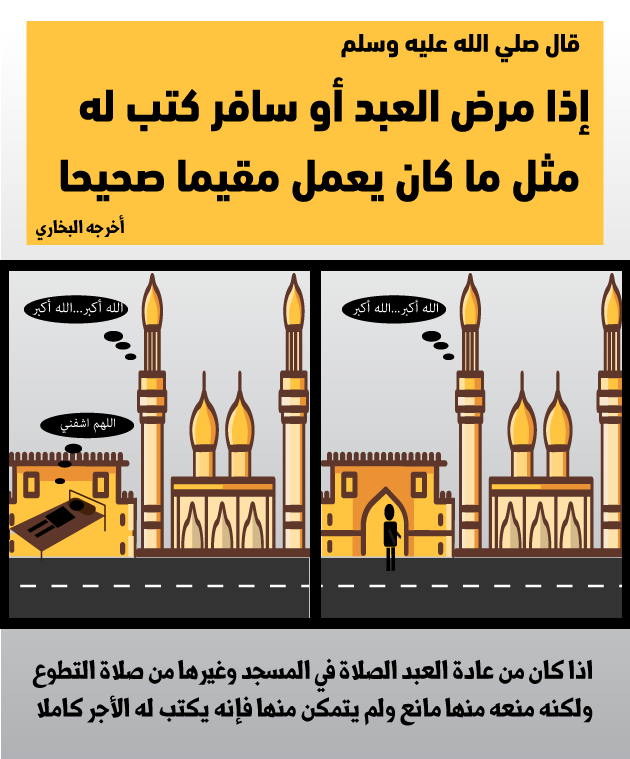 قال صلي الله عليه وسلم
إذا مرض العبد أو سافر كتب له
مثل ما كان يعمل مقيما صحيحا
أخرجه البخاري
الله أكبر...الله أكبر
الله أكبر...الله أكبر
اللهم اشفني
اذا كان من عادة العبد الصلاة في المسجد وغيرها من صلاة التطوع
ولكنه منعه منها مانع ولم يتمكن منها فإنه يكتب له الأجر كاملا